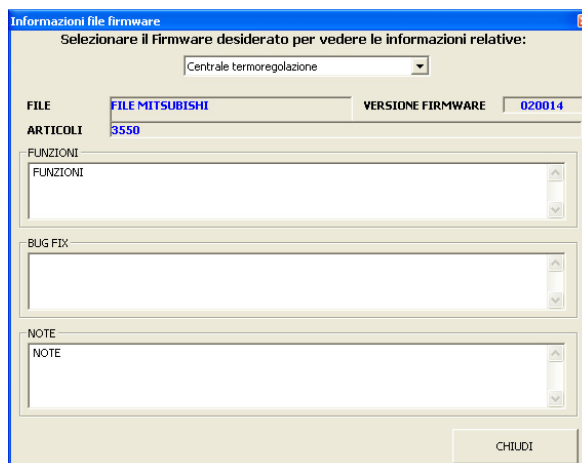 Informazioni file firmware
Selezionare il Firmware desiderato per vedere le informazioni relative:
Centrale termoregolazione
FILE FILE MITSUBISHI VERSIONE FIRMWARE 020014
ARTICOLI 3550
FUNZIONI
FUNZIONI
BUG FIX
NOTE
NOTE
CHIUDI